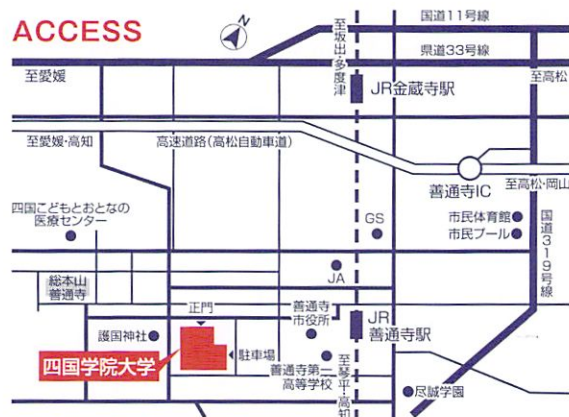 ACCESS
N
国道11号線
県道33号線
至坂出・多度津
至愛媛
JR金蔵寺駅
至高松
至愛媛・高知
高速道路(高松自動車道)
善通寺IC
至高松・岡山
四国こどもとおとなの
医療センター
GS
市民体育館
市民プール
国道319号線
JA
総本山
善通寺
正門
善通寺
市役所
JR
善通寺駅
護国神社
駐車場
四国学院大学
善通寺第一
高等学校
至琴平・高知
尽誠学園